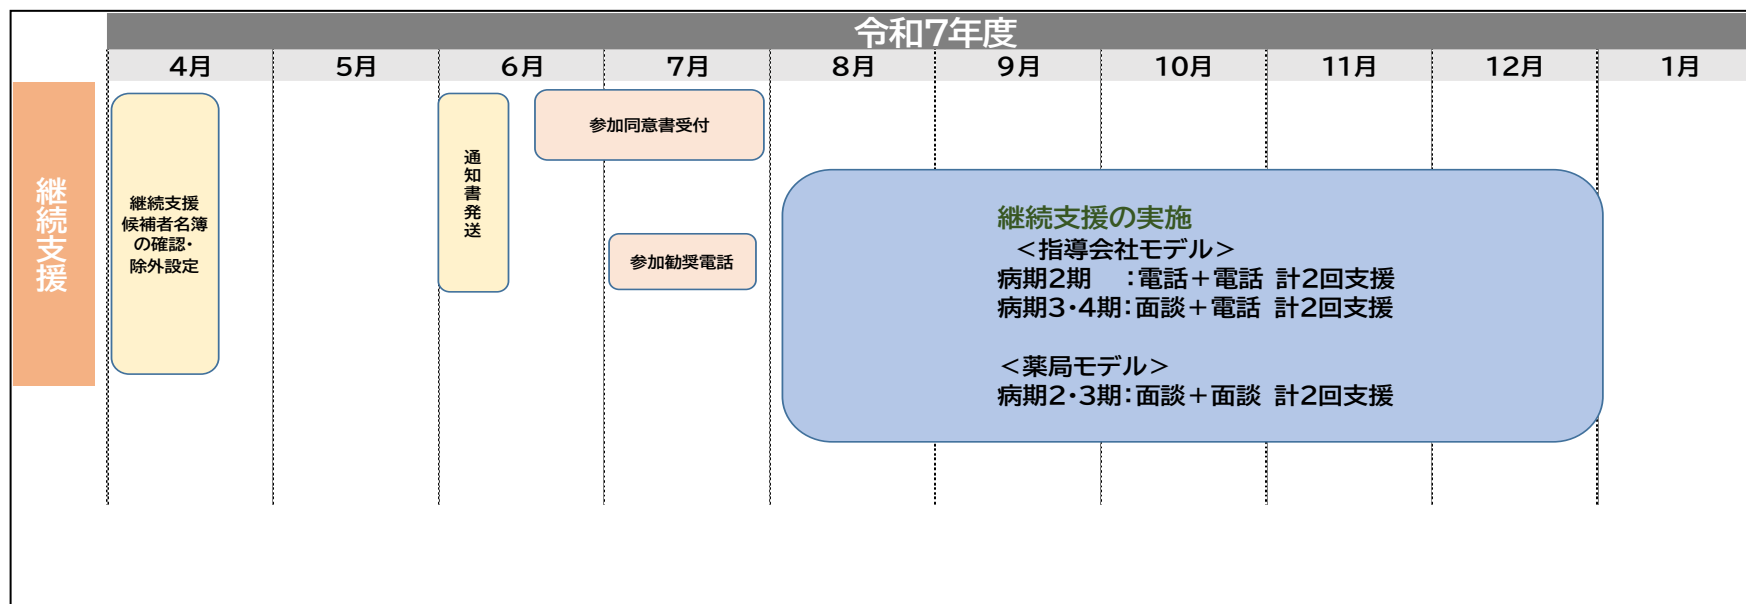 令和7年度
4月 5月 6月 7月 8月 9月 10月 11月 12月 1月
継続支援
継続支援
候補者名簿
の確認・
除外設定
通知書発送
参加同意書受付
参加勧奨電話
継続支援の実施
＜指導会社モデル＞
病期2期　：電話＋電話 計2回支援
病期3・4期：面談＋電話 計2回支援
＜薬局モデル＞
病期2・3期：面談＋面談 計2回支援